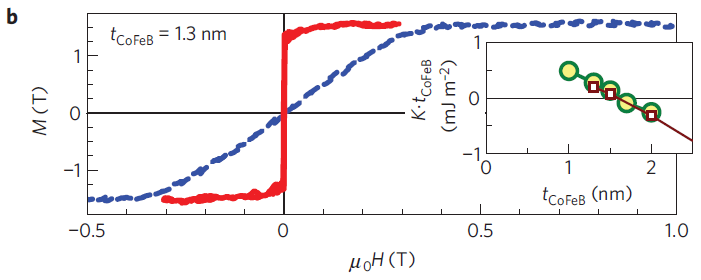 b
t_CoFeB = 1.3 nm
M (T)
1
0
−1
−0.5
0
0.5
1.0
μ₀H (T)
K·t_CoFeB
(mJ m⁻²)
1
0
−1
0
1
2
t_CoFeB (nm)